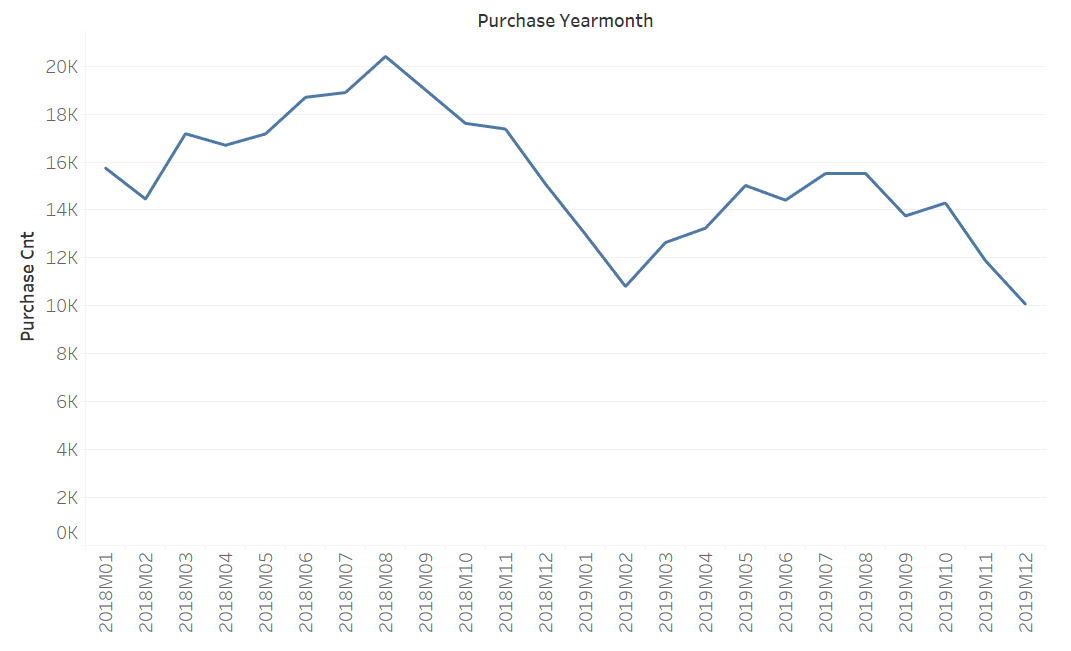 Purchase Yearmonth
Purchase Cnt
20K
18K
16K
14K
12K
10K
8K
6K
4K
2K
0K
2018M01
2018M02
2018M03
2018M04
2018M05
2018M06
2018M07
2018M08
2018M09
2018M10
2018M11
2018M12
2019M01
2019M02
2019M03
2019M04
2019M05
2019M06
2019M07
2019M08
2019M09
2019M10
2019M11
2019M12